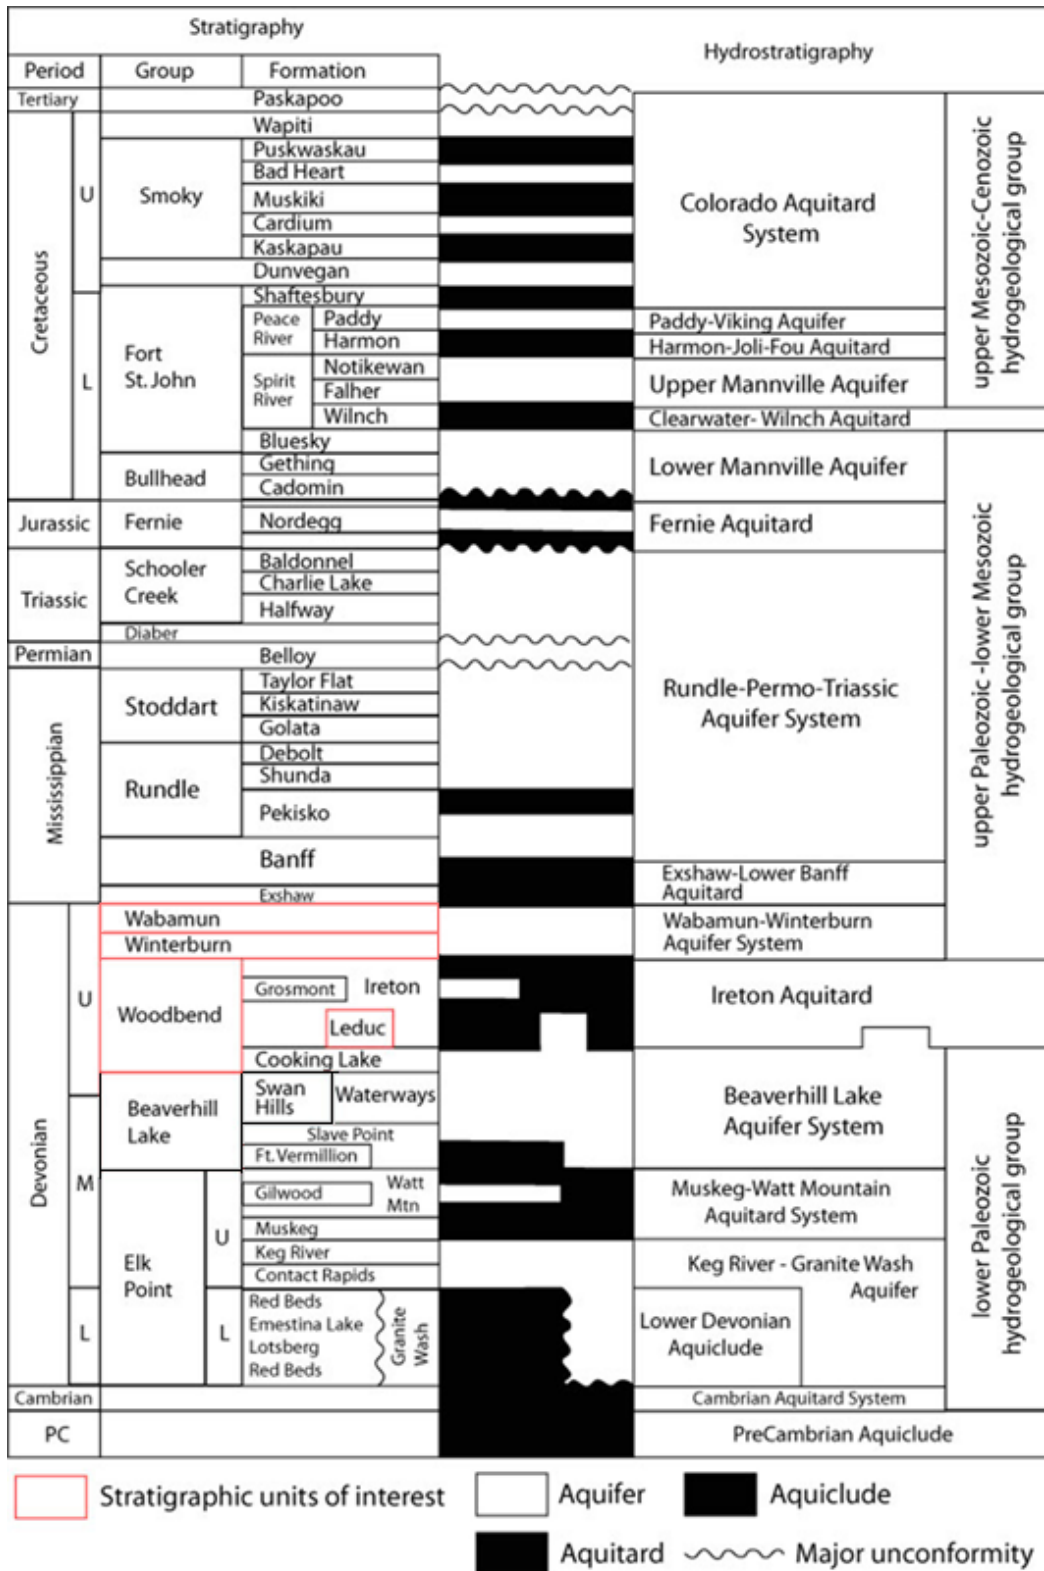 Stratigraphy
Hydrostratigraphy
Period
Group
Formation
Tertiary
Paskapoo
Wapiti
Cretaceous
U
L
Smoky
Puskwaskau
Bad Heart
Muskiki
Cardium
Kaskapau
Dunvegan
Fort
St. John
Shaftesbury
Peace
River
Paddy
Harmon
Spirit
River
Notikewan
Falher
Wilnch
Bluesky
Bullhead
Gething
Cadomin
Jurassic
Fernie
Nordegg
Triassic
Schooler
Creek
Baldonnel
Charlie Lake
Halfway
Diaber
Permian
Belloy
Mississippian
Stoddart
Taylor Flat
Kiskatinaw
Golata
Rundle
Debolt
Shunda
Pekisko
Banff
Exshaw
Devonian
U
M
L
Wabamun
Winterburn
Woodbend
Grosmont
Ireton
Leduc
Cooking Lake
Beaverhill
Lake
Swan
Hills
Waterways
Slave Point
Ft. Vermillion
Elk
Point
U
L
Gilwood
Watt
Mtn
Muskeg
Keg River
Contact Rapids
Red Beds
Emestina Lake
Lotsberg
Red Beds
Granite
Wash
Cambrian
PC
Colorado Aquitard
System
Paddy-Viking Aquifer
Harmon-Joli-Fou Aquitard
Upper Mannville Aquifer
Clearwater- Wilnch Aquitard
Lower Mannville Aquifer
Fernie Aquitard
Rundle-Permo-Triassic
Aquifer System
Exshaw-Lower Banff
Aquitard
Wabamun-Winterburn
Aquifer System
Ireton Aquitard
Beaverhill Lake
Aquifer System
Muskeg-Watt Mountain
Aquitard System
Keg River - Granite Wash
Aquifer
Lower Devonian
Aquiclude
Cambrian Aquitard System
PreCambrian Aquiclude
upper Mesozoic-Cenozoic
hydrogeological group
upper Paleozoic -lower Mesozoic
hydrogeological group
lower Paleozoic
hydrogeological group
Stratigraphic units of interest
Aquifer
Aquiclude
Aquitard
Major unconformity